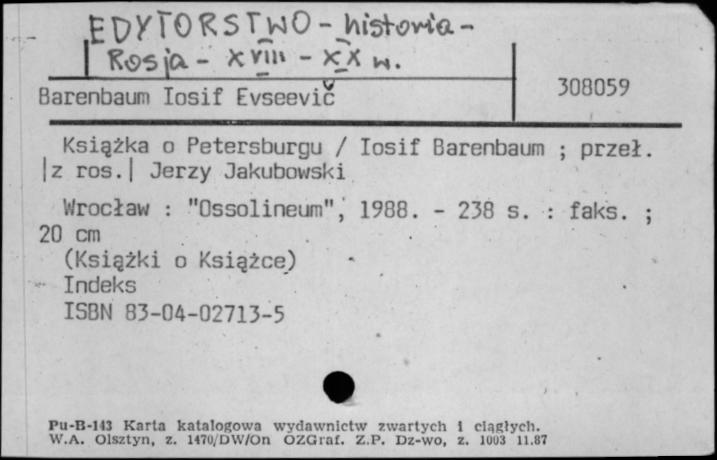 EDYTORSTWO - historia -
Rosja - XVIII - XX w.
Barenbaum Iosif Evseevič
308059
Książka o Petersburgu / Iosif Barenbaum ; przeł.
|z ros.| Jerzy Jakubowski
Wrocław : "Ossolineum", 1988. - 238 s. : faks. ;
20 cm
(Książki o Książce)
Indeks
ISBN 83-04-02713-5
Pu-B-143 Karta katalogowa wydawnictw zwartych i ciągłych.
W.A. Olsztyn, z. 1470/DW/On OZGraf. Z.P. Dz-wo, z. 1003 11.87